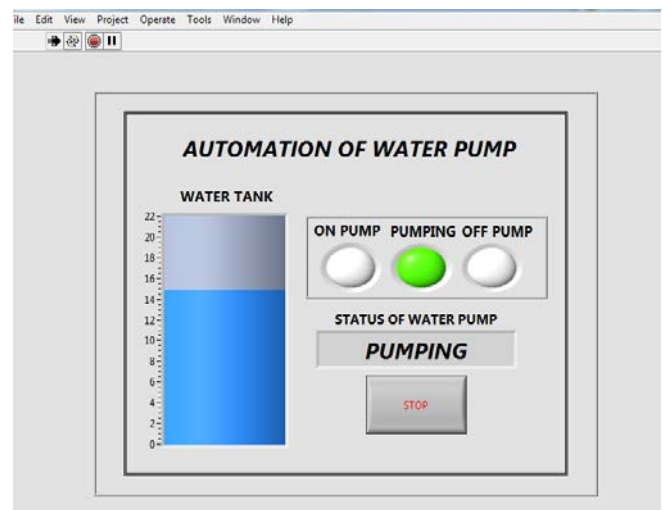 ile Edit View Project Operate Tools Window Help
AUTOMATION OF WATER PUMP
WATER TANK
22
20
18
16
14
12
10
8
6
4
2
0
ON PUMP PUMPING OFF PUMP
STATUS OF WATER PUMP
PUMPING
STOP